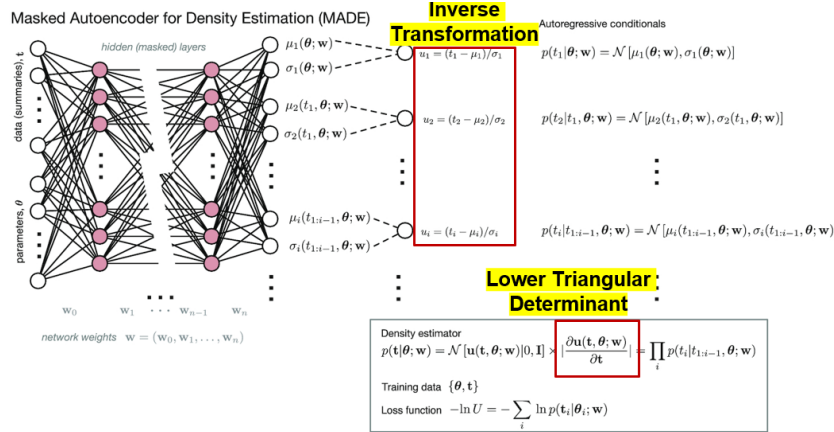 Masked Autoencoder for Density Estimation (MADE)
Inverse
Transformation
Autoregressive conditionals
hidden (masked) layers
data (summaries), t
parameters, θ
μ₁(θ; w)
σ₁(θ; w)
u₁ = (t₁ − μ₁)/σ₁
p(t₁|θ; w) = 𝒩[μ₁(θ; w), σ₁(θ; w)]
μ₂(t₁, θ; w)
σ₂(t₁, θ; w)
u₂ = (t₂ − μ₂)/σ₂
p(t₂|t₁, θ; w) = 𝒩[μ₂(t₁, θ; w), σ₂(t₁, θ; w)]
μᵢ(t₁:ᵢ₋₁, θ; w)
σᵢ(t₁:ᵢ₋₁, θ; w)
uᵢ = (tᵢ − μᵢ)/σᵢ
p(tᵢ|t₁:ᵢ₋₁, θ; w) = 𝒩[μᵢ(t₁:ᵢ₋₁, θ; w), σᵢ(t₁:ᵢ₋₁, θ; w)
Lower Triangular
Determinant
w₀ w₁ ⋯ wₙ₋₁ wₙ
network weights w = (w₀, w₁, . . . , wₙ)
Density estimator
p(t|θ; w) = 𝒩[u(t, θ; w)|0, I] × |∂u(t, θ; w)/∂t| = ∏ᵢ p(tᵢ|t₁:ᵢ₋₁, θ; w)
Training data {θ, t}
Loss function −ln U = −∑ᵢ ln p(tᵢ|θᵢ; w)